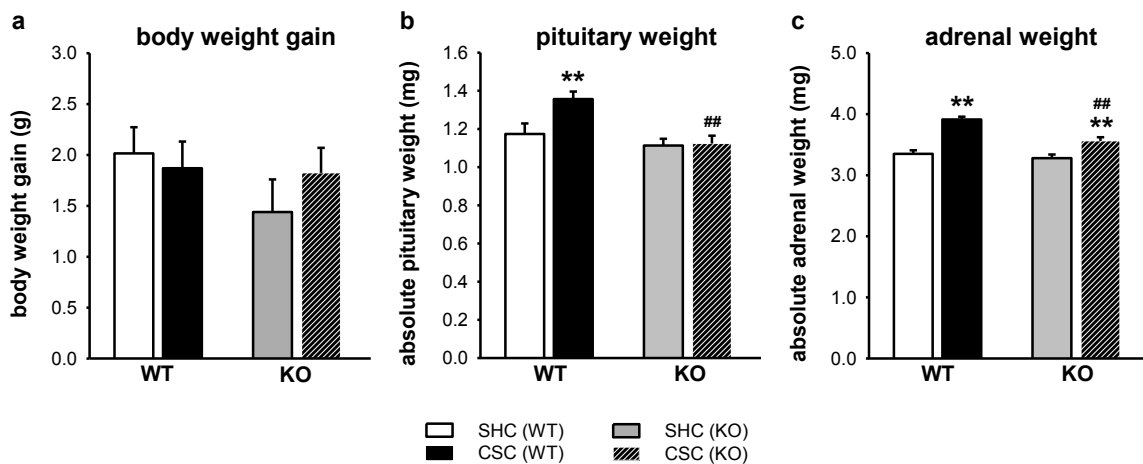 a
body weight gain
body weight gain (g)
3.0
2.5
2.0
1.5
1.0
0.5
0.0
WT
KO
b
pituitary weight
absolute pituitary weight (mg)
1.6
1.4
1.2
1.0
0.8
0.6
0.4
0.2
0.0
**
##
WT
KO
c
adrenal weight
absolute adrenal weight (mg)
5.0
4.0
3.0
2.0
1.0
0.0
**
##
**
WT
KO
SHC (WT)
SHC (KO)
CSC (WT)
CSC (KO)